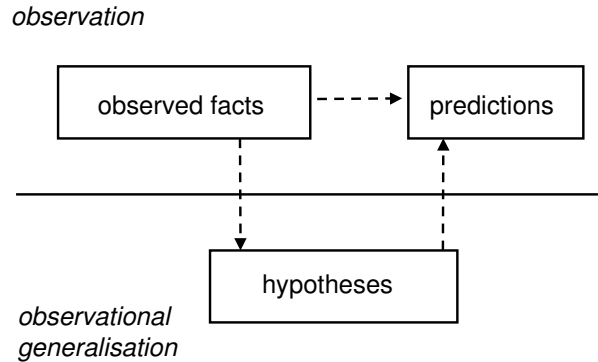 observation
observed facts
predictions
hypotheses
observational
generalisation